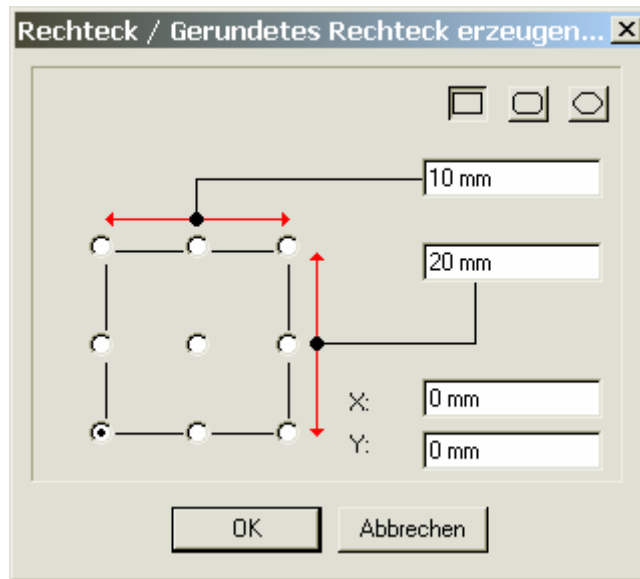 Rechteck / Gerundetes Rechteck erzeugen...
10 mm
20 mm
X: 0 mm
Y: 0 mm
OK Abbrechen